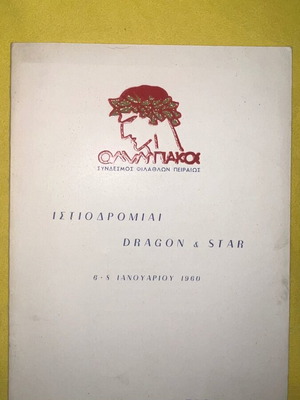 ΟΛΥΜΠΙΑΚΟΣ
ΣΥΝΔΕΣΜΟΣ ΦΙΛΑΘΛΩΝ ΠΕΙΡΑΙΩΣ
ΙΣΤΙΟΔΡΟΜΙΑΙ
DRAGON & STAR
6-8 ΙΑΝΟΥΑΡΙΟΥ 1960